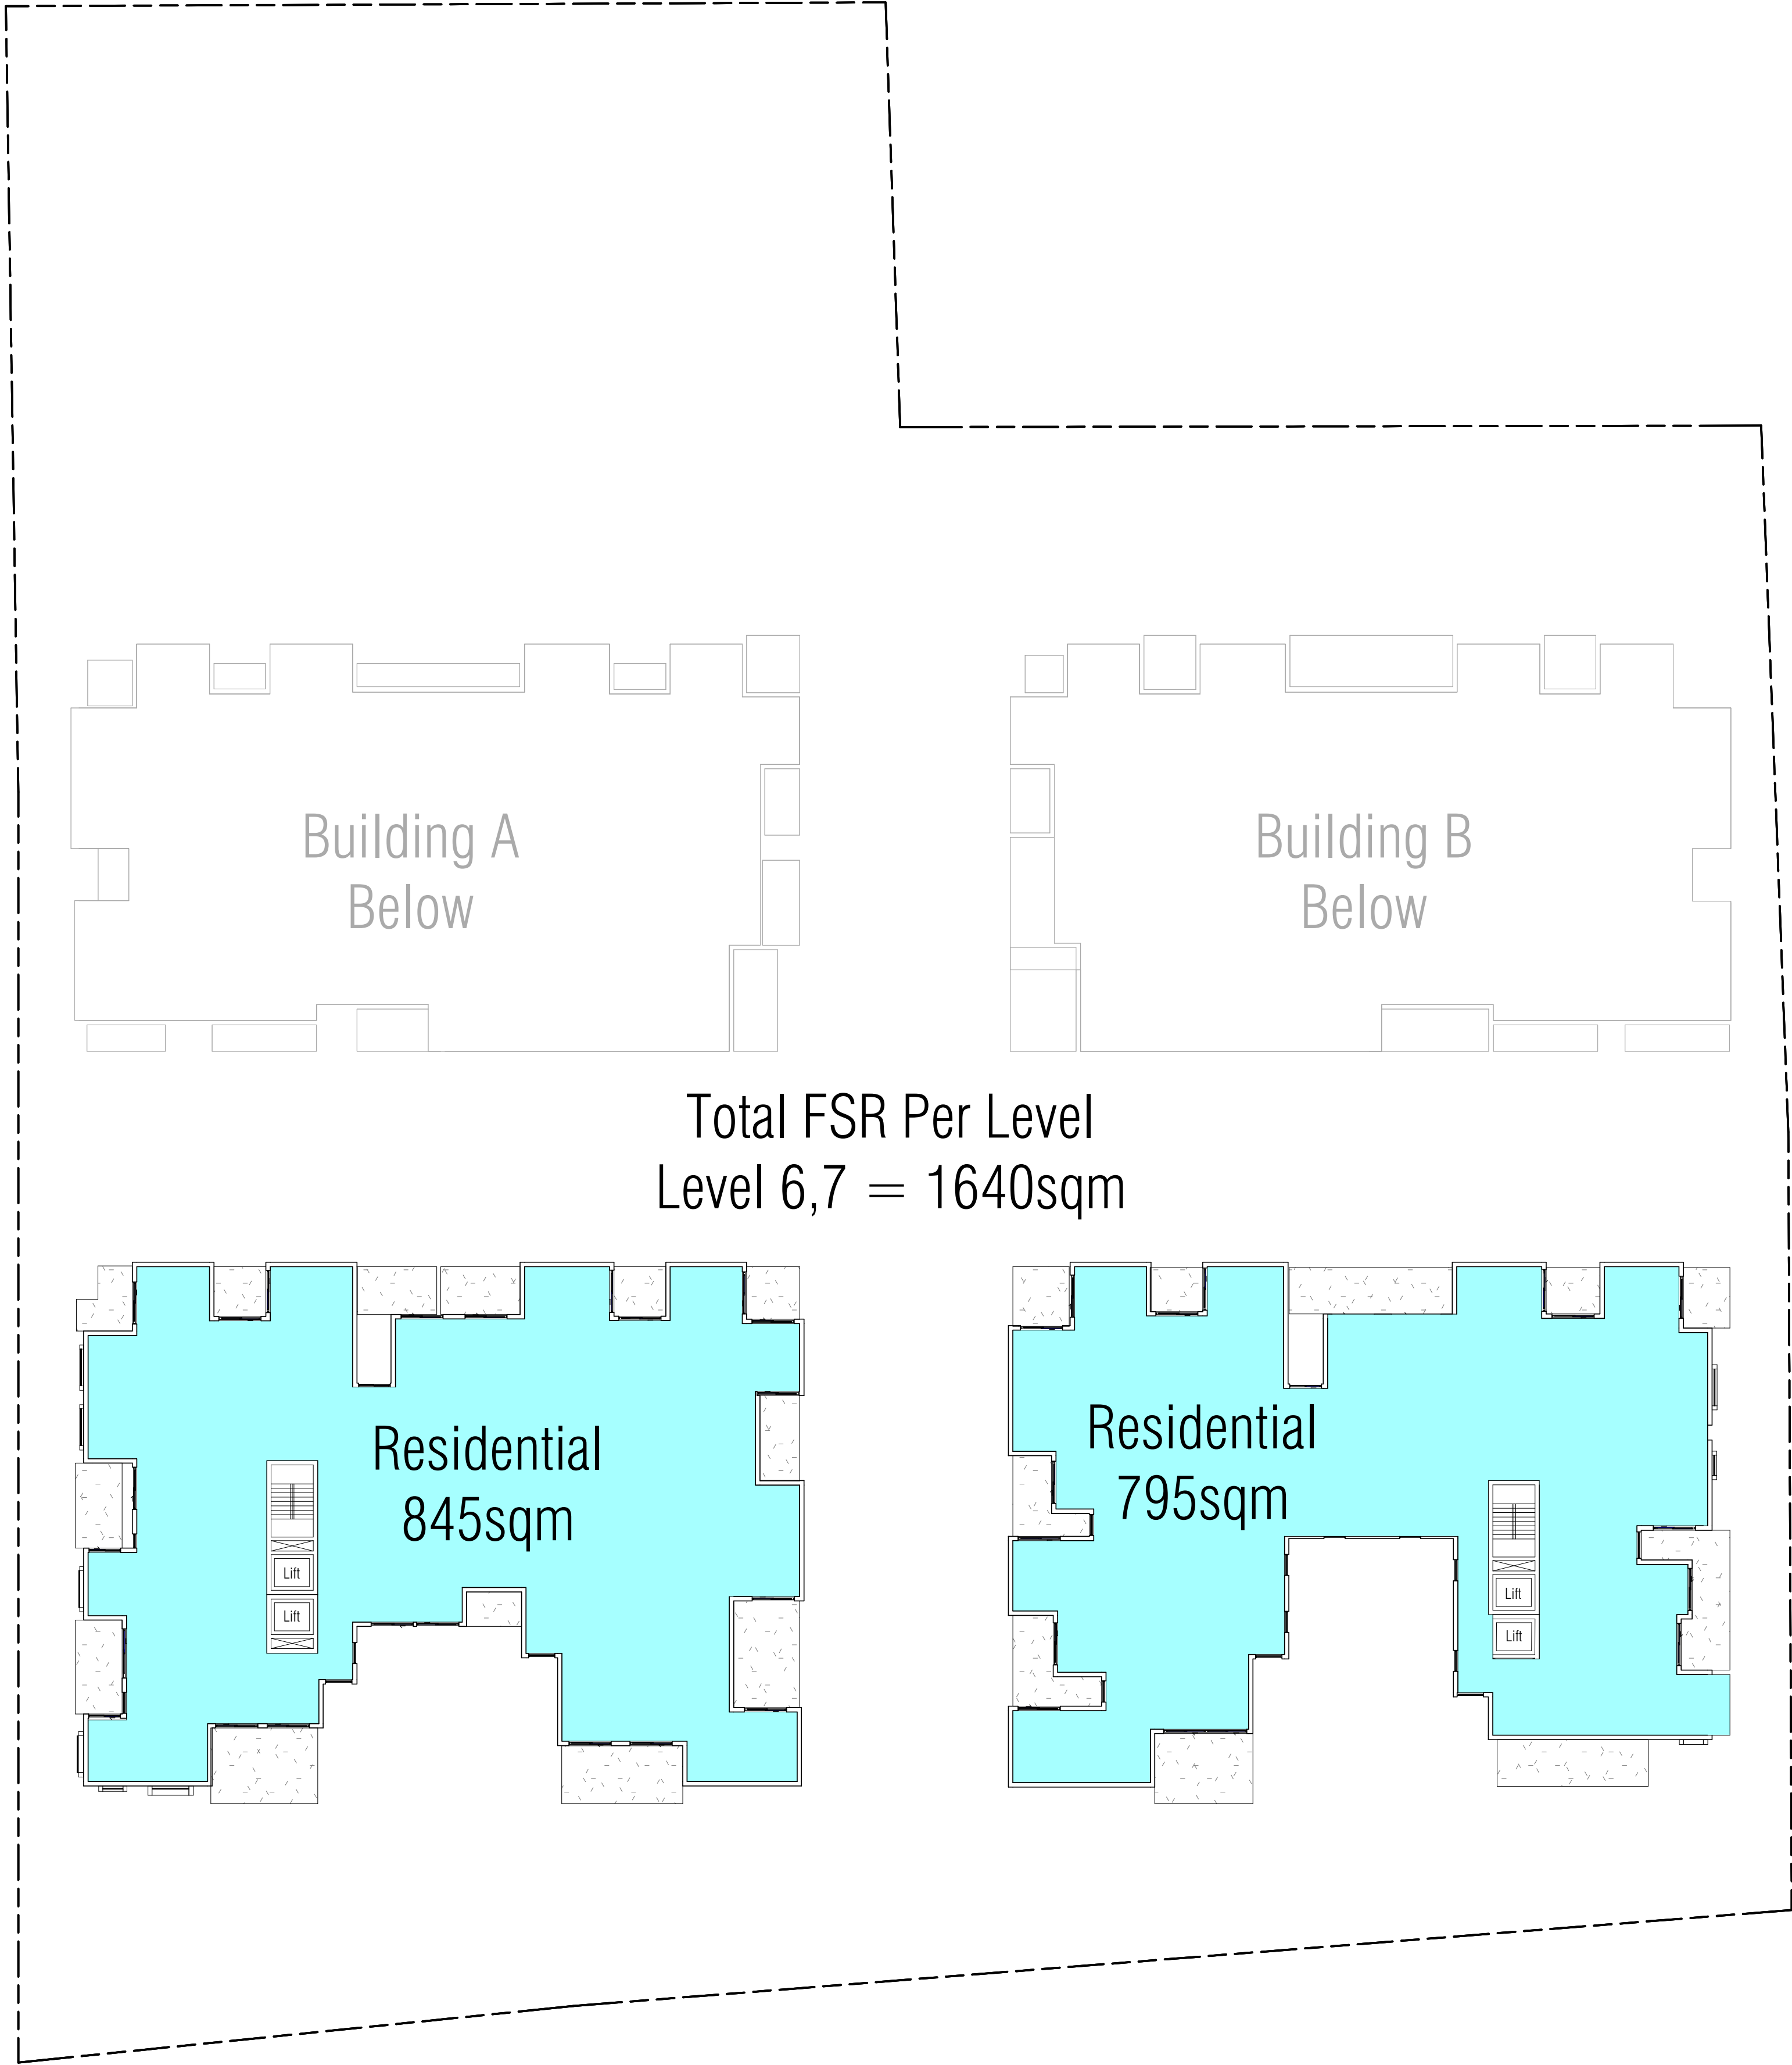 Building A
Below
Building B
Below
Total FSR Per Level
Level 6,7 = 1640sqm
Residential
845sqm
Lift
Lift
Residential
795sqm
Lift
Lift